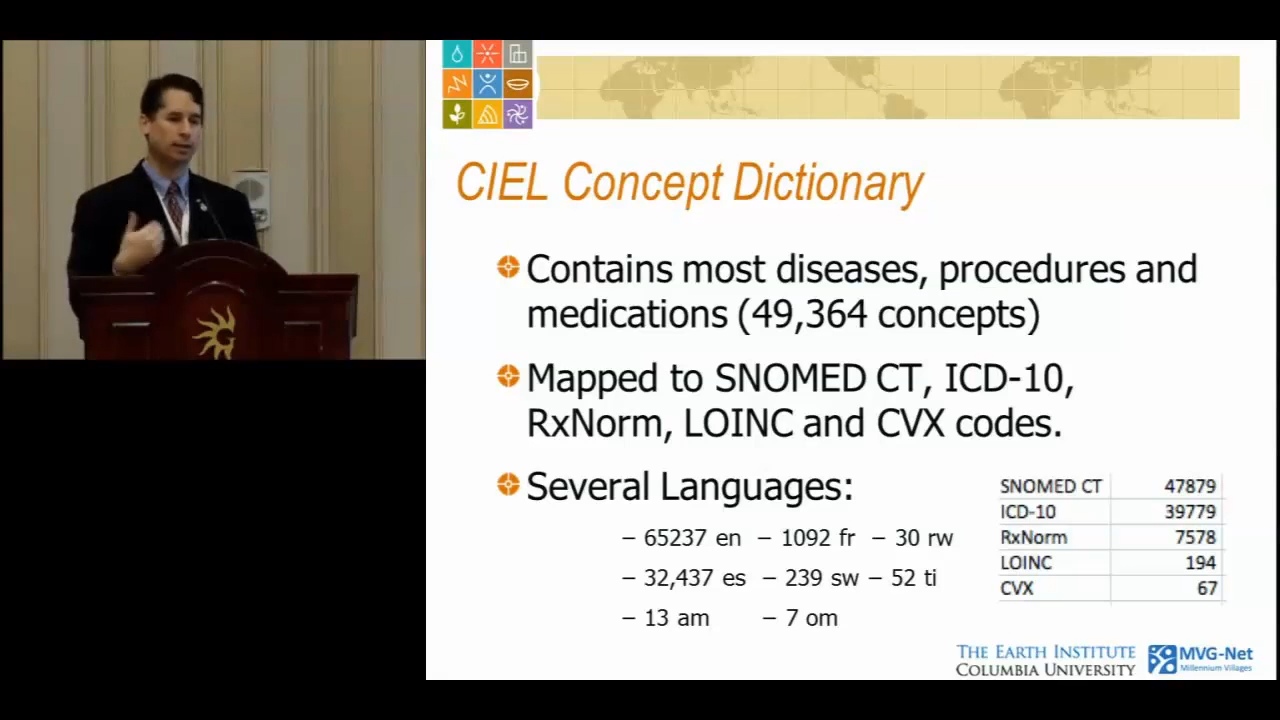 CIEL Concept Dictionary
Contains most diseases, procedures and
medications (49,364 concepts)
Mapped to SNOMED CT, ICD-10,
RxNorm, LOINC and CVX codes.
Several Languages:
– 65237 en – 1092 fr – 30 rw
– 32,437 es – 239 sw – 52 ti
– 13 am – 7 om
SNOMED CT 47879
ICD-10 39779
RxNorm 7578
LOINC 194
CVX 67
THE EARTH INSTITUTE
COLUMBIA UNIVERSITY
MVG-Net
Millennium Villages